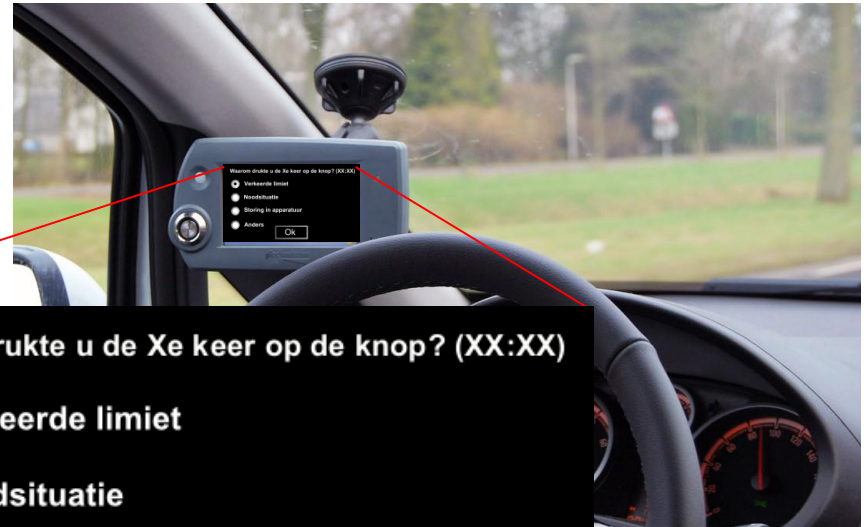 Waarom drukte u de Xe keer op de knop? (XX:XX)
Verkeerde limiet
Noodsituatie
Storing in apparatuur
Anders
Ok
rukte u de Xe keer op de knop? (XX:XX)
eerde limiet
dsituatie